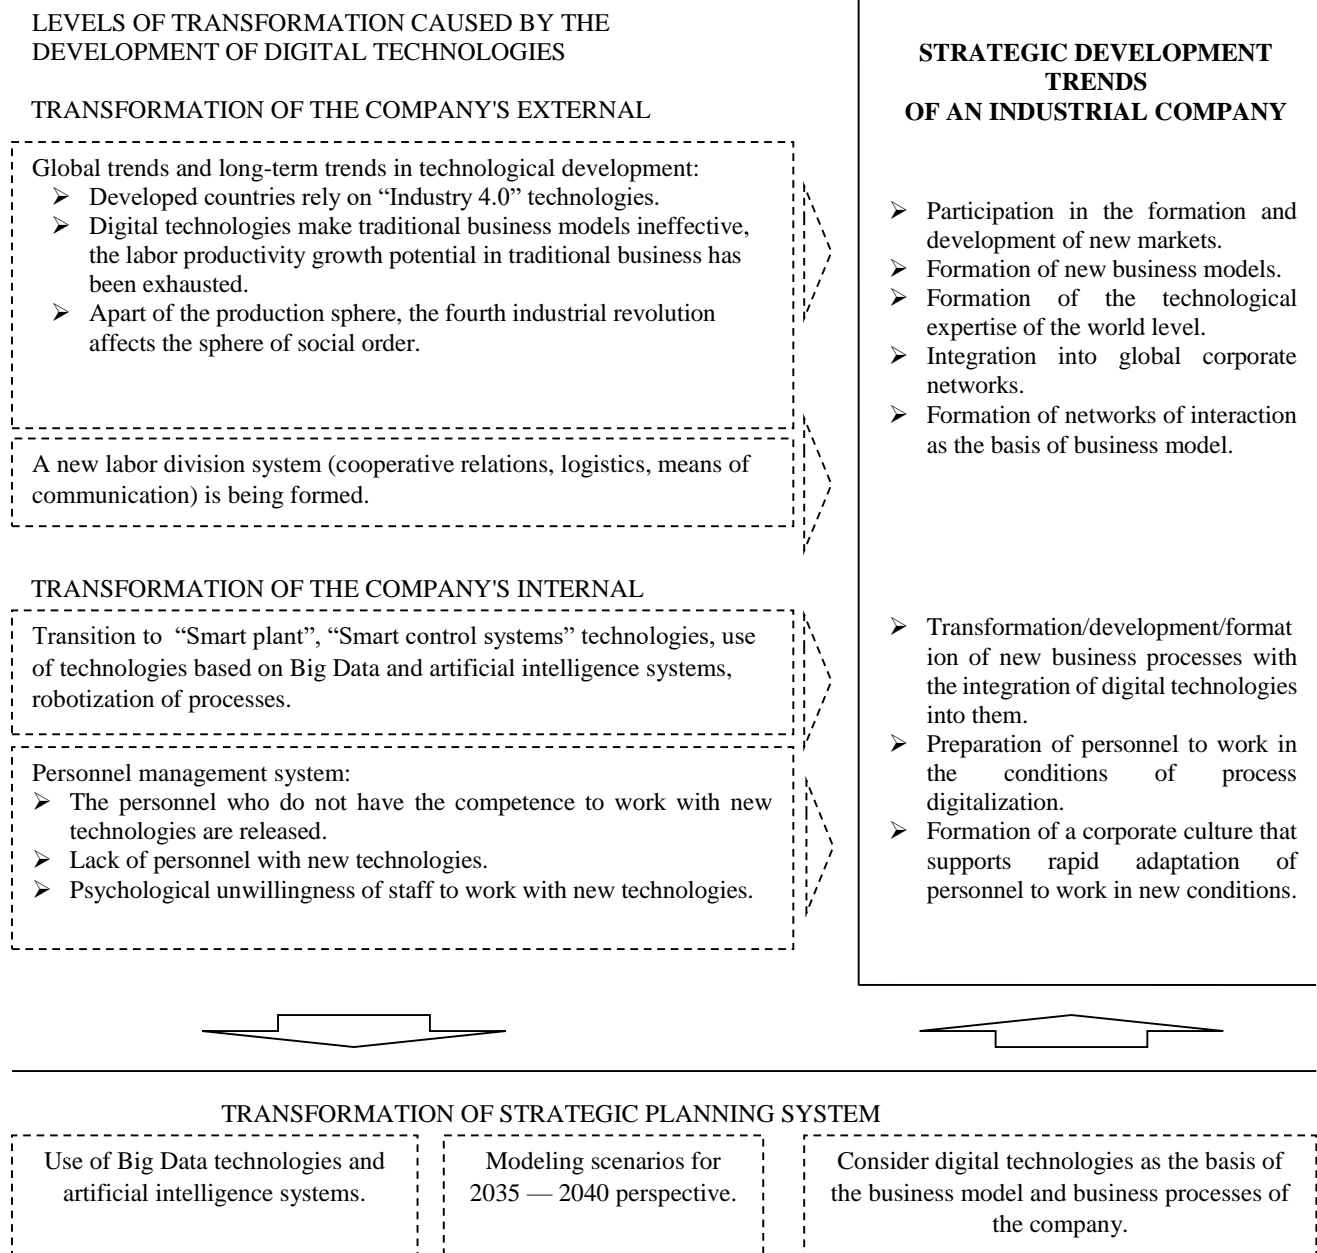 LEVELS OF TRANSFORMATION CAUSED BY THE
DEVELOPMENT OF DIGITAL TECHNOLOGIES
TRANSFORMATION OF THE COMPANY'S EXTERNAL
Global trends and long-term trends in technological development:
➢ Developed countries rely on “Industry 4.0” technologies.
➢ Digital technologies make traditional business models ineffective,
the labor productivity growth potential in traditional business has
been exhausted.
➢ Apart of the production sphere, the fourth industrial revolution
affects the sphere of social order.
A new labor division system (cooperative relations, logistics, means of
communication) is being formed.
TRANSFORMATION OF THE COMPANY'S INTERNAL
Transition to “Smart plant”, “Smart control systems” technologies, use
of technologies based on Big Data and artificial intelligence systems,
robotization of processes.
Personnel management system:
➢ The personnel who do not have the competence to work with new
technologies are released.
➢ Lack of personnel with new technologies.
➢ Psychological unwillingness of staff to work with new technologies.
STRATEGIC DEVELOPMENT
TRENDS
OF AN INDUSTRIAL COMPANY
➢ Participation in the formation and
development of new markets.
➢ Formation of new business models.
➢ Formation of the technological
expertise of the world level.
➢ Integration into global corporate
networks.
➢ Formation of networks of interaction
as the basis of business model.
➢ Transformation/development/format
ion of new business processes with
the integration of digital technologies
into them.
➢ Preparation of personnel to work in
the conditions of process
digitalization.
➢ Formation of a corporate culture that
supports rapid adaptation of
personnel to work in new conditions.
TRANSFORMATION OF STRATEGIC PLANNING SYSTEM
Use of Big Data technologies and
artificial intelligence systems.
Modeling scenarios for
2035 — 2040 perspective.
Consider digital technologies as the basis of
the business model and business processes of
the company.